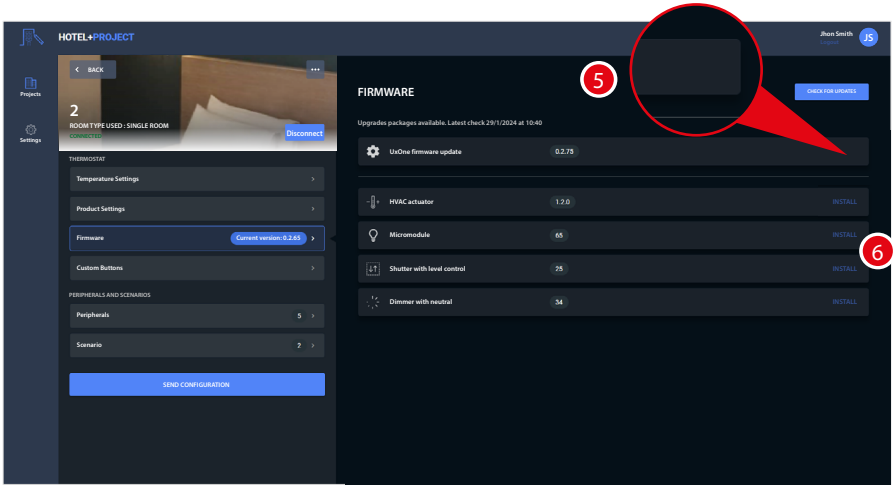 HOTEL+PROJECT
Jhon Smith
Logout
JS
Projects
Settings
BACK
2
ROOM TYPE USED : SINGLE ROOM
CONNECTED
Disconnect
THERMOSTAT
Temperature Settings
Product Settings
Firmware
Current version: 0.2.65
Custom Buttons
PERIPHERALS AND SCENARIOS
Peripherals
5
Scenario
2
SEND CONFIGURATION
FIRMWARE
5
CHECK FOR UPDATES
Upgrades packages available. Latest check 29/1/2024 at 10:40
UxOne firmware update
0.2.78
HVAC actuator
1.2.0
INSTALL
Micromodule
65
INSTALL
6
Shutter with level control
25
INSTALL
Dimmer with neutral
34
INSTALL